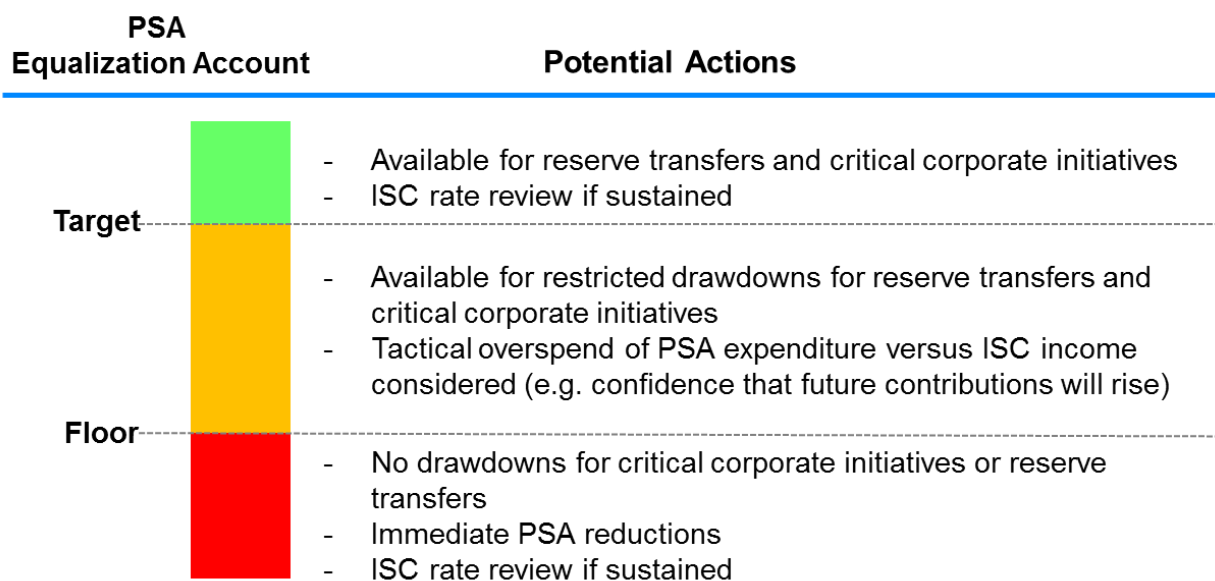 PSA
Equalization Account
Potential Actions
- Available for reserve transfers and critical corporate initiatives
- ISC rate review if sustained
Target
- Available for restricted drawdowns for reserve transfers and
critical corporate initiatives
- Tactical overspend of PSA expenditure versus ISC income
considered (e.g. confidence that future contributions will rise)
Floor
- No drawdowns for critical corporate initiatives or reserve
transfers
- Immediate PSA reductions
- ISC rate review if sustained